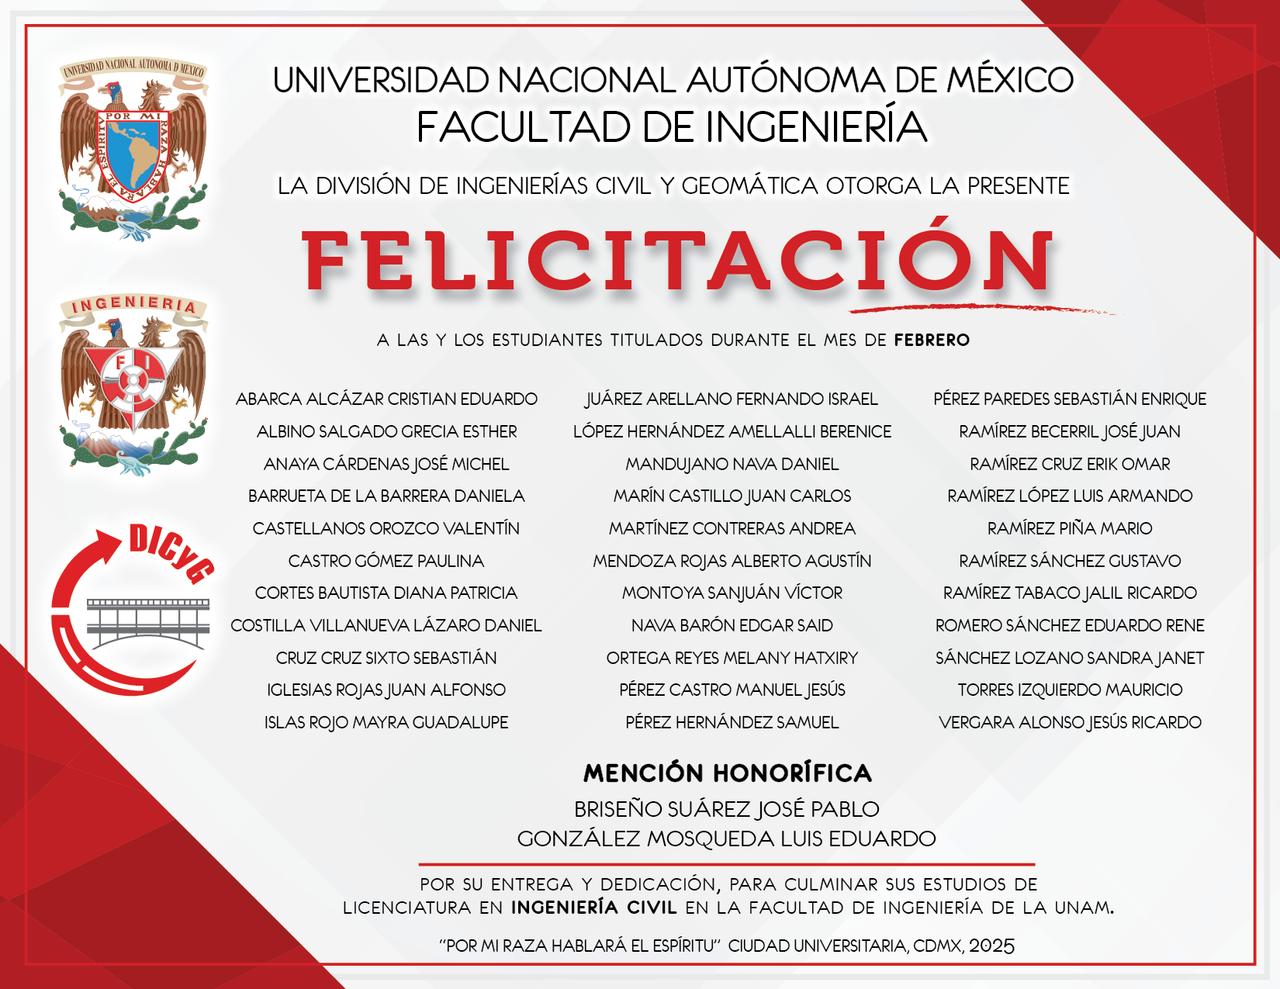 UNIVERSIDAD NACIONAL AUTONOMA D MEXICO
POR MI RAZA HABLARA EL ESPIRITU
UNIVERSIDAD NACIONAL AUTÓNOMA DE MÉXICO
FACULTAD DE INGENIERÍA
LA DIVISIÓN DE INGENIERÍAS CIVIL Y GEOMÁTICA OTORGA LA PRESENTE
FELICITACIÓN
INGENIERIA
F I
A LAS Y LOS ESTUDIANTES TITULADOS DURANTE EL MES DE FEBRERO
DICyG
ABARCA ALCÁZAR CRISTIAN EDUARDO
ALBINO SALGADO GRECIA ESTHER
ANAYA CÁRDENAS JOSÉ MICHEL
BARRUETA DE LA BARRERA DANIELA
CASTELLANOS OROZCO VALENTÍN
CASTRO GÓMEZ PAULINA
CORTES BAUTISTA DIANA PATRICIA
COSTILLA VILLANUEVA LÁZARO DANIEL
CRUZ CRUZ SIXTO SEBASTIÁN
IGLESIAS ROJAS JUAN ALFONSO
ISLAS ROJO MAYRA GUADALUPE
JUÁREZ ARELLANO FERNANDO ISRAEL
LÓPEZ HERNÁNDEZ AMELLALLI BERENICE
MANDUJANO NAVA DANIEL
MARÍN CASTILLO JUAN CARLOS
MARTÍNEZ CONTRERAS ANDREA
MENDOZA ROJAS ALBERTO AGUSTÍN
MONTOYA SANJUÁN VÍCTOR
NAVA BARÓN EDGAR SAID
ORTEGA REYES MELANY HATXIRY
PÉREZ CASTRO MANUEL JESÚS
PÉREZ HERNÁNDEZ SAMUEL
PÉREZ PAREDES SEBASTIÁN ENRIQUE
RAMÍREZ BECERRIL JOSÉ JUAN
RAMÍREZ CRUZ ERIK OMAR
RAMÍREZ LÓPEZ LUIS ARMANDO
RAMÍREZ PIÑA MARIO
RAMÍREZ SÁNCHEZ GUSTAVO
RAMÍREZ TABACO JALIL RICARDO
ROMERO SÁNCHEZ EDUARDO RENE
SÁNCHEZ LOZANO SANDRA JANET
TORRES IZQUIERDO MAURICIO
VERGARA ALONSO JESÚS RICARDO
MENCIÓN HONORÍFICA
BRISEÑO SUÁREZ JOSÉ PABLO
GONZÁLEZ MOSQUEDA LUIS EDUARDO
POR SU ENTREGA Y DEDICACIÓN, PARA CULMINAR SUS ESTUDIOS DE
LICENCIATURA EN INGENIERÍA CIVIL EN LA FACULTAD DE INGENIERÍA DE LA UNAM.
"POR MI RAZA HABLARÁ EL ESPÍRITU" CIUDAD UNIVERSITARIA, CDMX, 2025